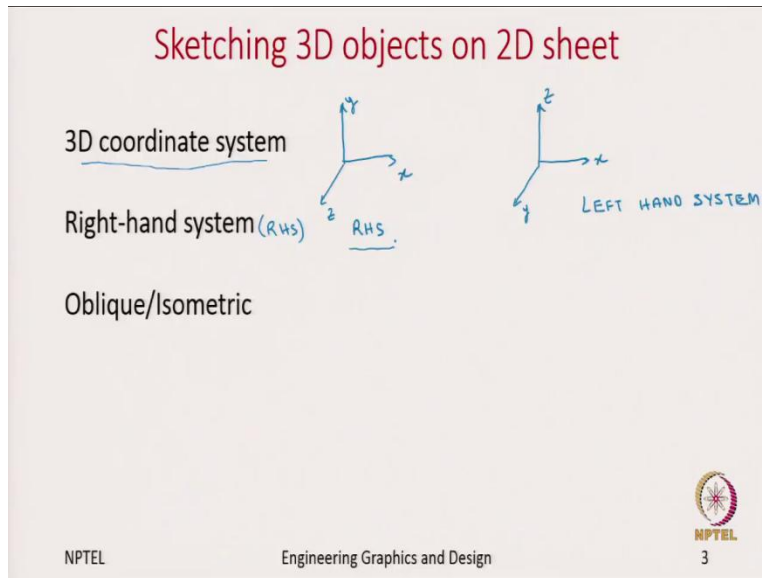 Sketching 3D objects on 2D sheet
y
z
3D coordinate system
x
x
z
y
LEFT HAND SYSTEM
Right-hand system (RHS)
RHS.
Oblique/Isometric
NPTEL
NPTEL
Engineering Graphics and Design
3